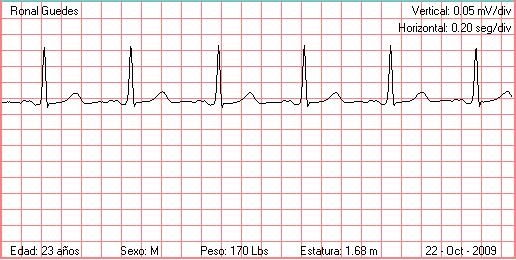 Ronal Guedes
Vertical: 0.05 mV/div
Horizontal: 0.20 seg/div
Edad: 23 años Sexo: M Peso: 170 Lbs Estatura: 1.68 m 22 - Oct - 2009